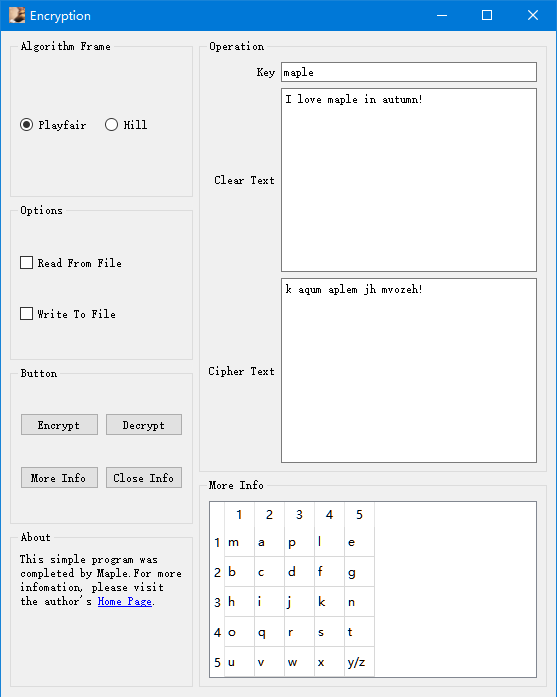 Encryption
Algorithm Frame
Playfair Hill
Options
Read From File
Write To File
Button
Encrypt Decrypt
More Info Close Info
About
This simple program was
completed by Maple.For more
infomation, please visit
the author's Home Page.
Operation
Key maple
Clear Text
I love maple in autumn!
Cipher Text
k aqum aplem jh mvozeh!
More Info
1 2 3 4 5
1 m a p l e
2 b c d f g
3 h i j k n
4 o q r s t
5 u v w x y/z